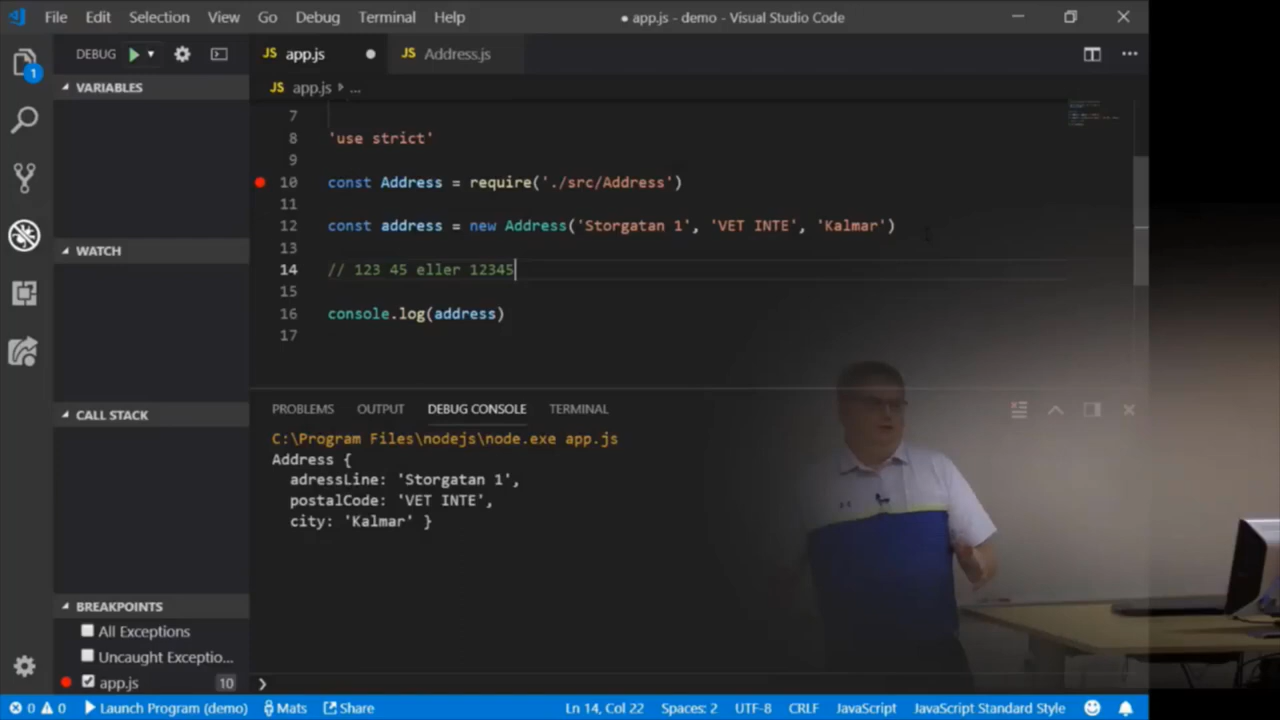 File Edit Selection View Go Debug Terminal Help
● app.js - demo - Visual Studio Code
DEBUG
JS app.js
JS Address.js
1
JS app.js ...
VARIABLES
WATCH
CALL STACK
BREAKPOINTS
All Exceptions
Uncaught Exceptio...
app.js 10
7
8 'use strict'
9
10 const Address = require('./src/Address')
11
12 const address = new Address('Storgatan 1', 'VET INTE', 'Kalmar')
13
14 // 123 45 eller 12345
15
16 console.log(address)
17
PROBLEMS OUTPUT DEBUG CONSOLE TERMINAL
C:\Program Files\nodejs\node.exe app.js
Address {
adressLine: 'Storgatan 1',
postalCode: 'VET INTE',
city: 'Kalmar' }
0 0 Launch Program (demo) Mats Share Ln 14, Col 22 Spaces: 2 UTF-8 CRLF JavaScript JavaScript Standard Style